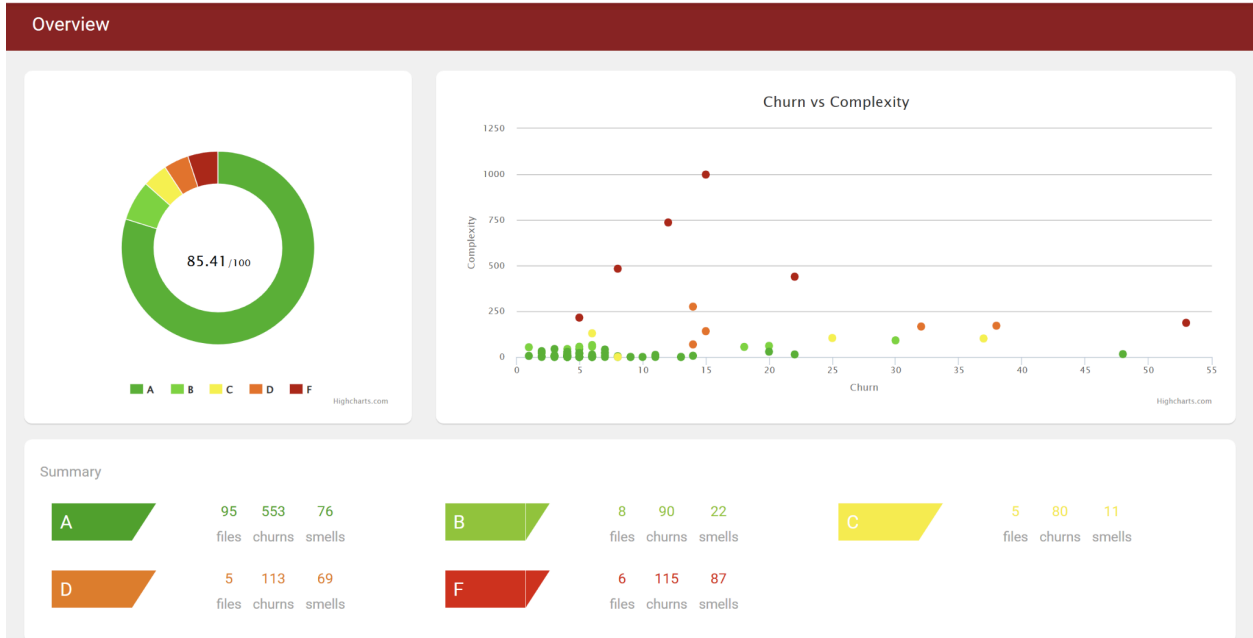 Overview
85.41/100
A B C D F
Highcharts.com
Churn vs Complexity
Complexity
1250
1000
750
500
250
0
0 5 10 15 20 25 30 35 40 45 50 55
Churn
Highcharts.com
Summary
A
95 553 76
files churns smells
B
8 90 22
files churns smells
C
5 80 11
files churns smells
D
5 113 69
files churns smells
F
6 115 87
files churns smells